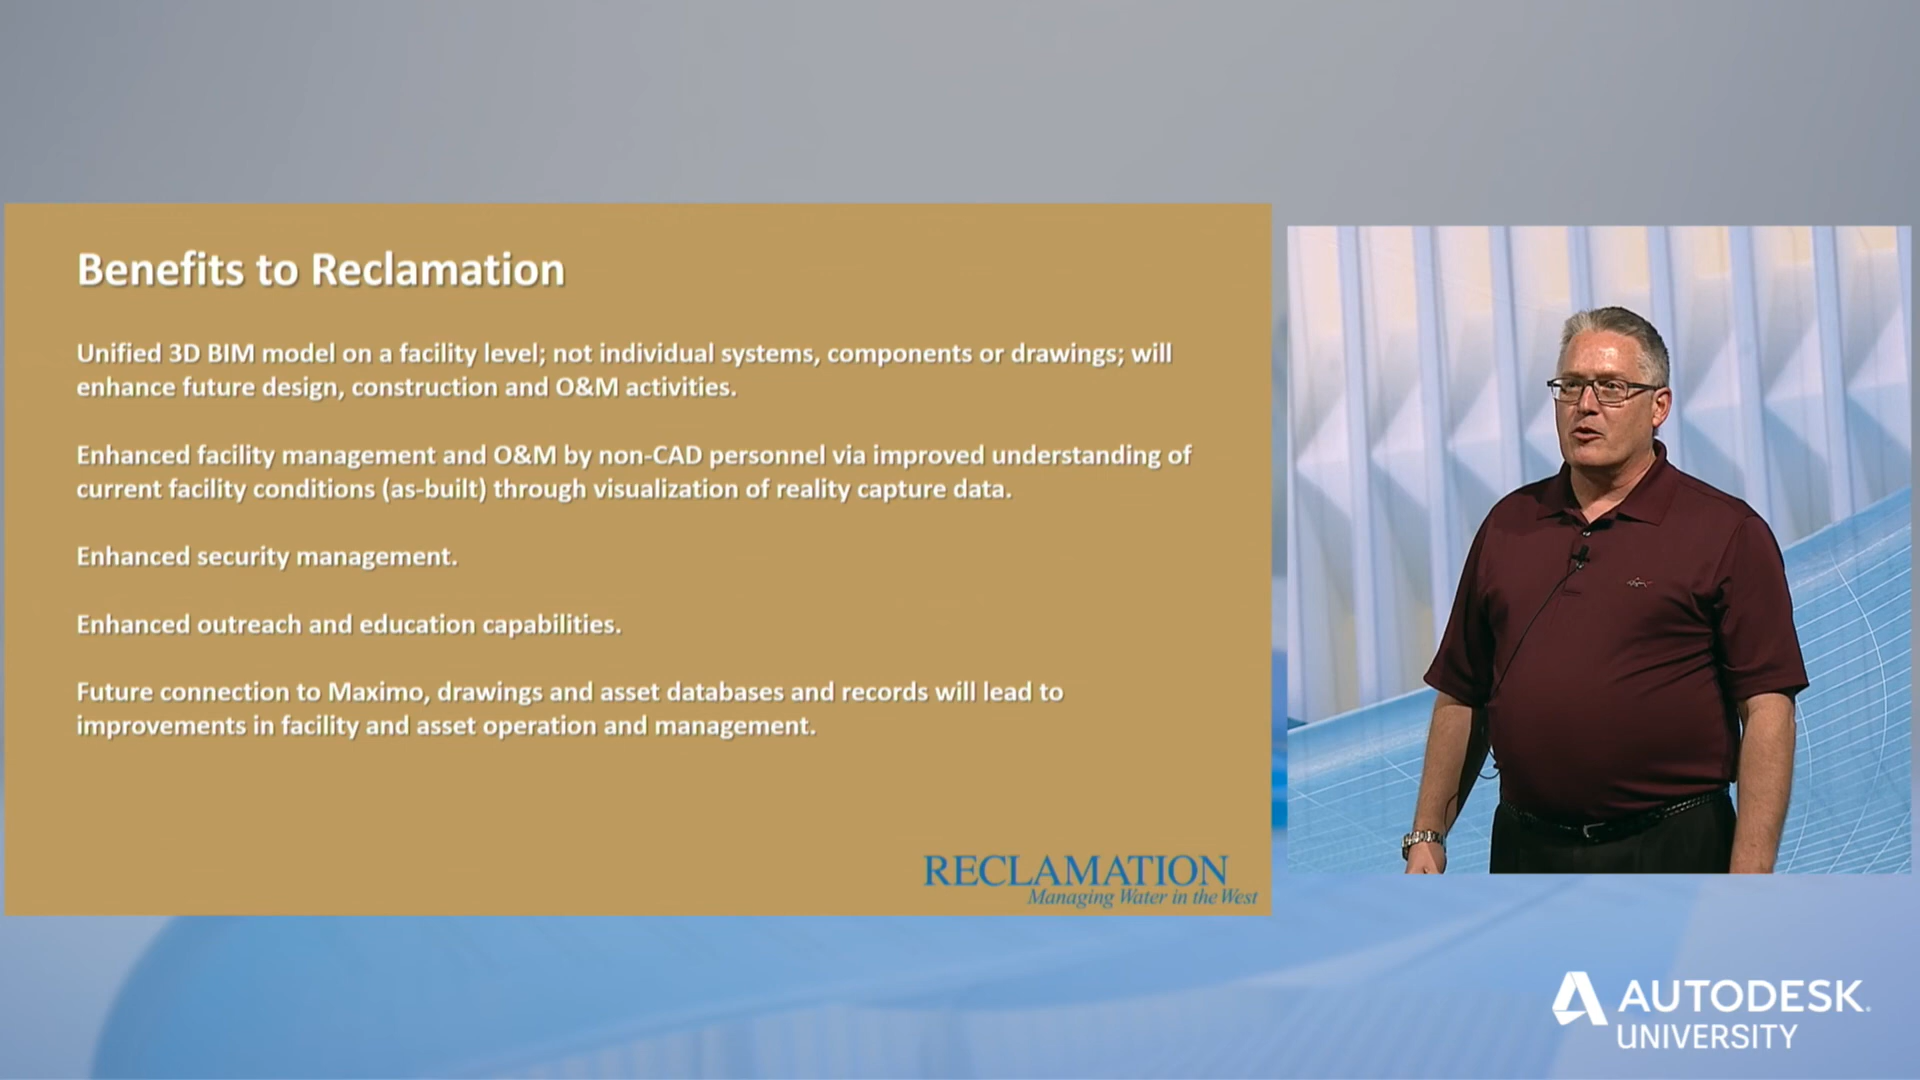 Benefits to Reclamation
Unified 3D BIM model on a facility level; not individual systems, components or drawings; will
enhance future design, construction and O&M activities.
Enhanced facility management and O&M by non-CAD personnel via improved understanding of
current facility conditions (as-built) through visualization of reality capture data.
Enhanced security management.
Enhanced outreach and education capabilities.
Future connection to Maximo, drawings and asset databases and records will lead to
improvements in facility and asset operation and management.
RECLAMATION
Managing Water in the West
AUTODESK.
UNIVERSITY